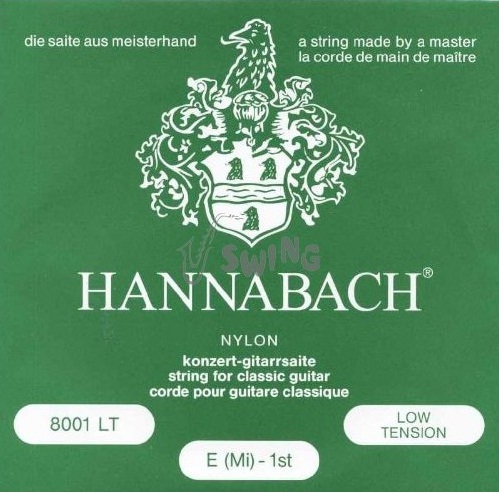 die saite aus meisterhand
a string made by a master
la corde de main de maître
SWING
HANNABACH®
NYLON
konzert-gitarrsaite
string for classic guitar
corde pour guitare classique
8001 LT
LOW
TENSION
E (Mi) - 1st